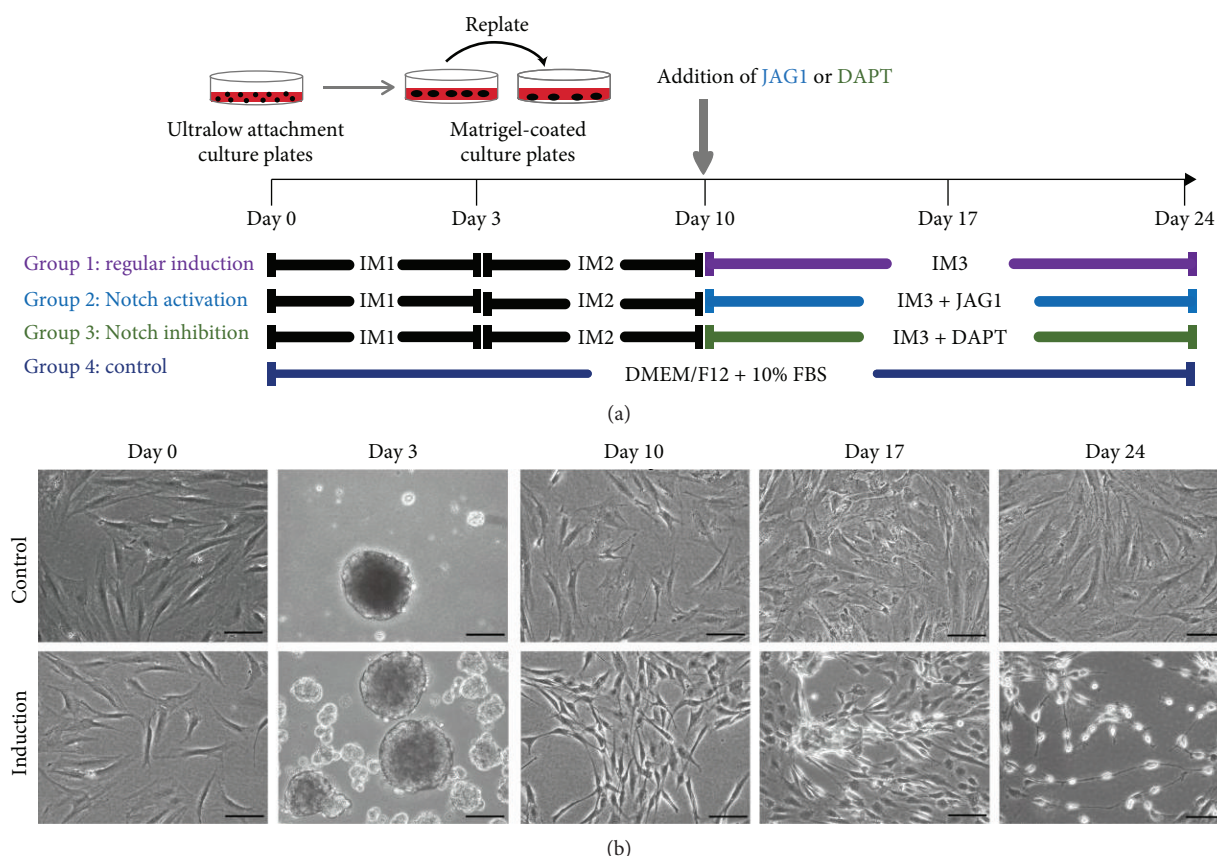 Replate
Addition of JAG1 or DAPT
Ultralow attachment
culture plates
Matrigel-coated
culture plates
Day 0
Day 3
Day 10
Day 17
Day 24
Group 1: regular induction
IM1
IM2
IM3
Group 2: Notch activation
IM1
IM2
IM3 + JAG1
Group 3: Notch inhibition
IM1
IM2
IM3 + DAPT
Group 4: control
DMEM/F12 + 10% FBS
(a)
Day 0
Day 3
Day 10
Day 17
Day 24
Control
Induction
(b)